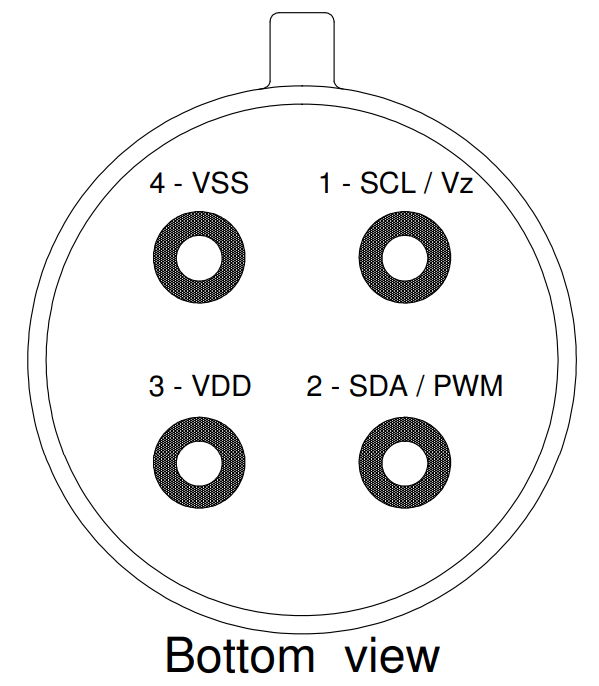 4 - VSS
1 - SCL / Vz
3 - VDD
2 - SDA / PWM
Bottom view